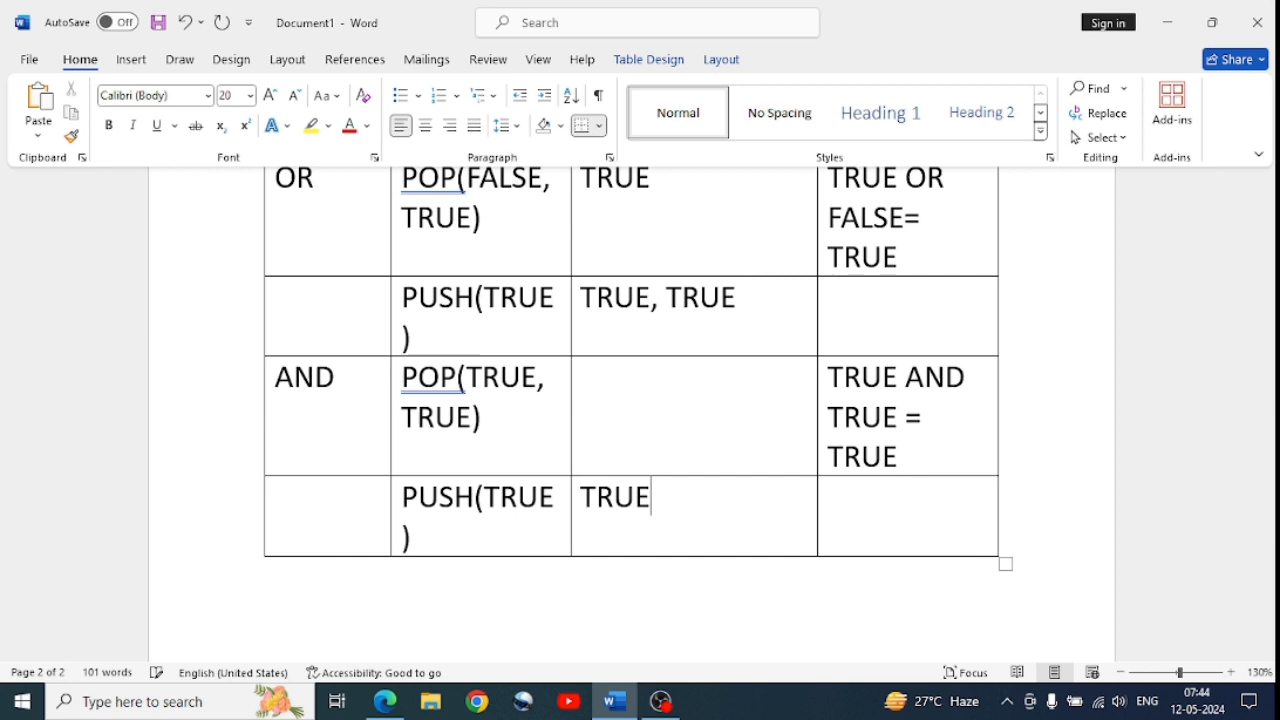 AutoSave Off Document1 - Word Search Sign in
File Home Insert Draw Design Layout References Mailings Review View Help Table Design Layout Share
Paste Calibri (Body) 20 Aa Normal No Spacing Heading 1 Heading 2 Find Replace Select Add-ins
Clipboard Font Paragraph Styles Editing Add-ins
OR POP(FALSE, TRUE TRUE OR
TRUE) FALSE=
TRUE
PUSH(TRUE TRUE, TRUE
)
AND POP(TRUE, TRUE AND
TRUE) TRUE =
TRUE
PUSH(TRUE TRUE
)
Page 2 of 2 101 words English (United States) Accessibility: Good to go Focus 130%
Type here to search 27°C Haze ENG 07:44
12-05-2024